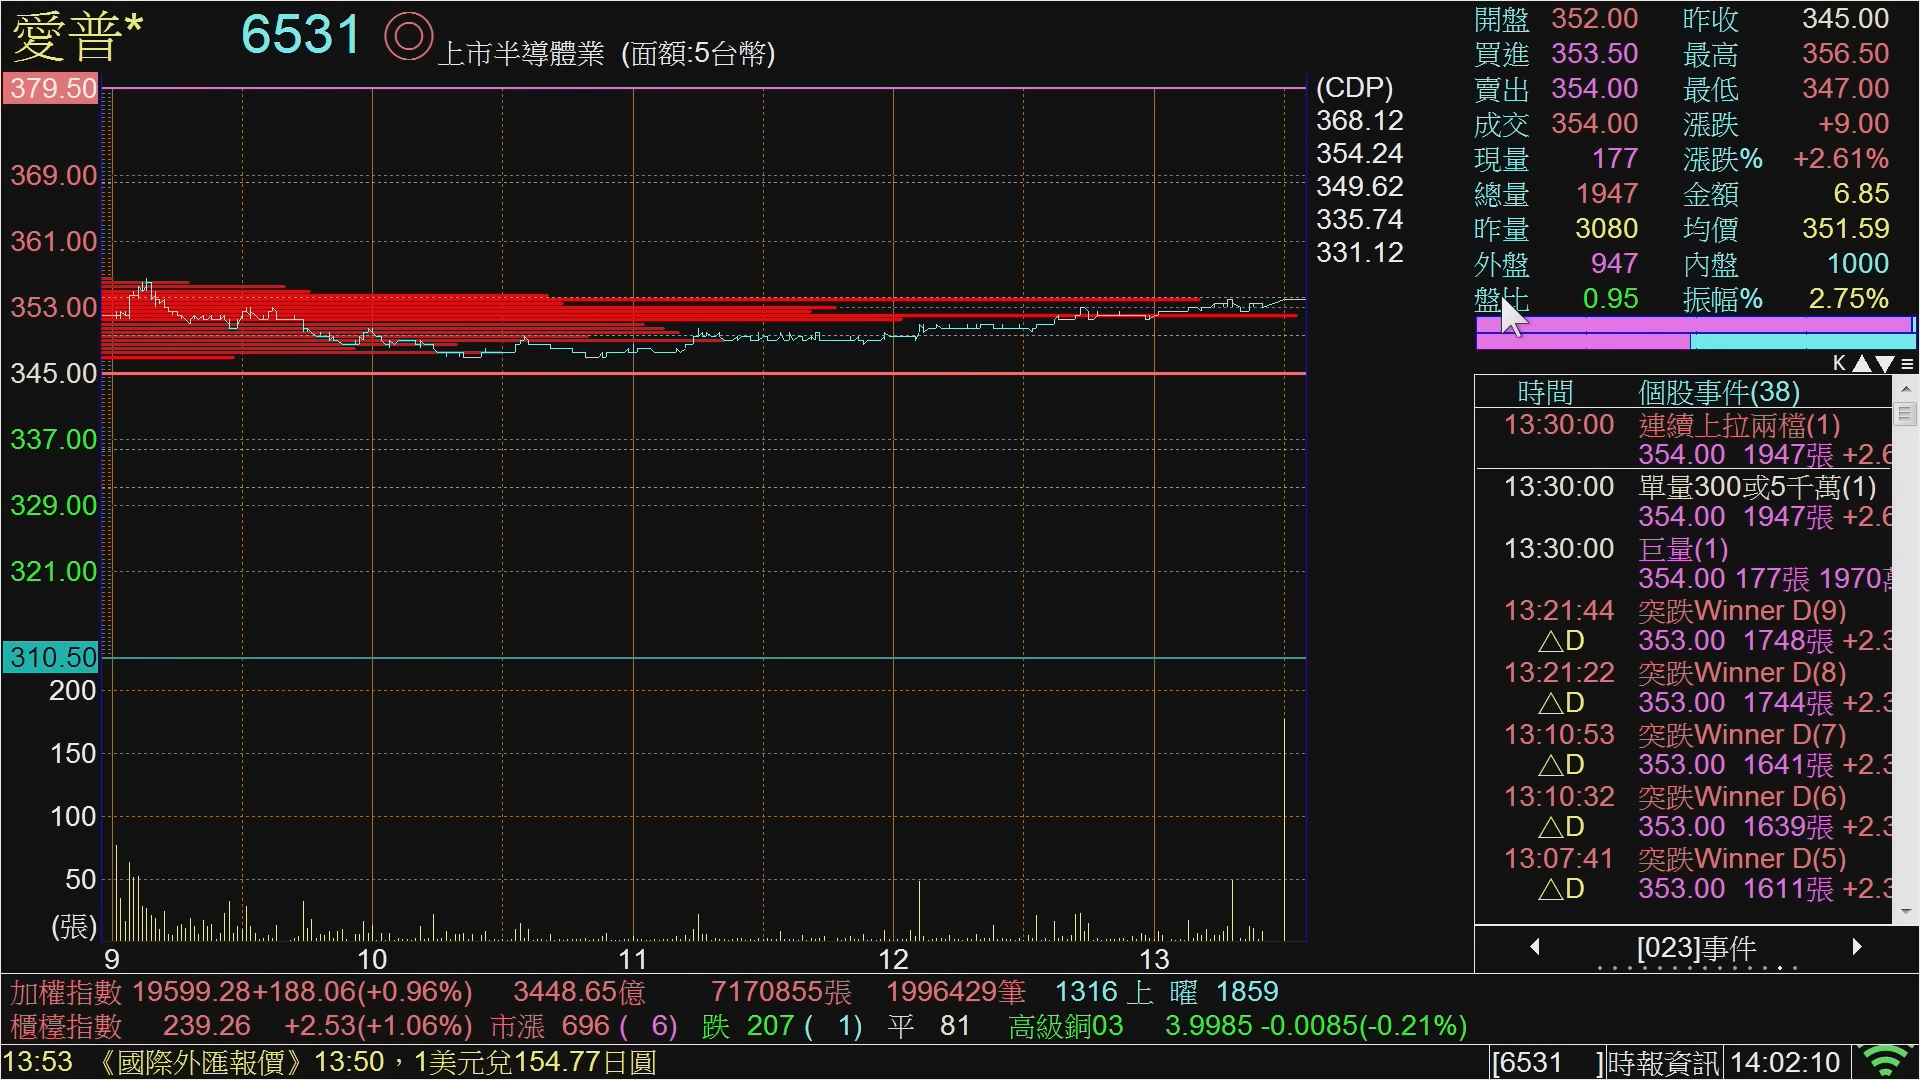 愛普* 6531 ◎ 上市半導體業 (面額:5台幣)
379.50
369.00
361.00
353.00
345.00
337.00
329.00
321.00
310.50
200
150
100
50
(張)
9 10 11 12 13
(CDP)
368.12
354.24
349.62
335.74
331.12
開盤 352.00 昨收 345.00
買進 353.50 最高 356.50
賣出 354.00 最低 347.00
成交 354.00 漲跌 +9.00
現量 177 漲跌% +2.61%
總量 1947 金額 6.85
昨量 3080 均價 351.59
外盤 947 內盤 1000
盤比 0.95 振幅% 2.75%
K ▲ ▼ ≡
時間 個股事件(38)
13:30:00 連續上拉兩檔(1)
354.00 1947張 +2.6
13:30:00 單量300或5千萬(1)
354.00 1947張 +2.6
13:30:00 巨量(1)
354.00 177張 1970萬
13:21:44 突跌Winner D(9)
△D 353.00 1748張 +2.3
13:21:22 突跌Winner D(8)
△D 353.00 1744張 +2.3
13:10:53 突跌Winner D(7)
△D 353.00 1641張 +2.3
13:10:32 突跌Winner D(6)
△D 353.00 1639張 +2.3
13:07:41 突跌Winner D(5)
△D 353.00 1611張 +2.3
[023]事件
加權指數 19599.28+188.06(+0.96%) 3448.65億 7170855張 1996429筆 1316 上 曜 1859
櫃檯指數 239.26 +2.53(+1.06%) 市漲 696 ( 6) 跌 207 ( 1) 平 81 高級銅03 3.9985 -0.0085(-0.21%)
13:53 《國際外匯報價》13:50，1美元兌154.77日圓
[6531 ] 時報資訊 14:02:10